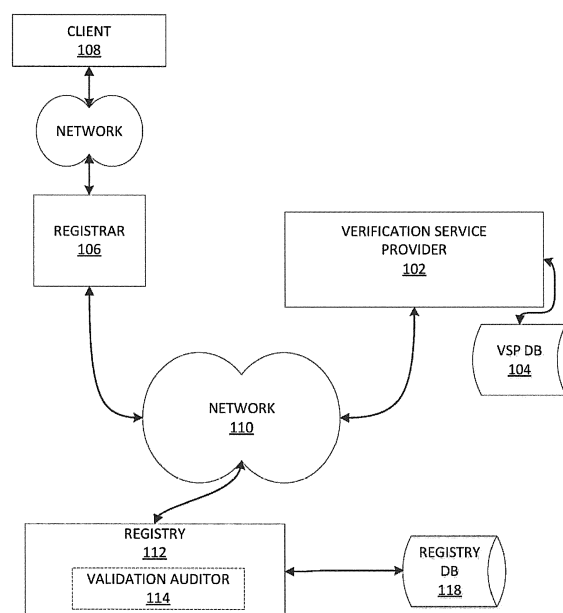 CLIENT
108
NETWORK
REGISTRAR
106
VERIFICATION SERVICE
PROVIDER
102
VSP DB
104
NETWORK
110
REGISTRY
112
VALIDATION AUDITOR
114
REGISTRY
DB
118